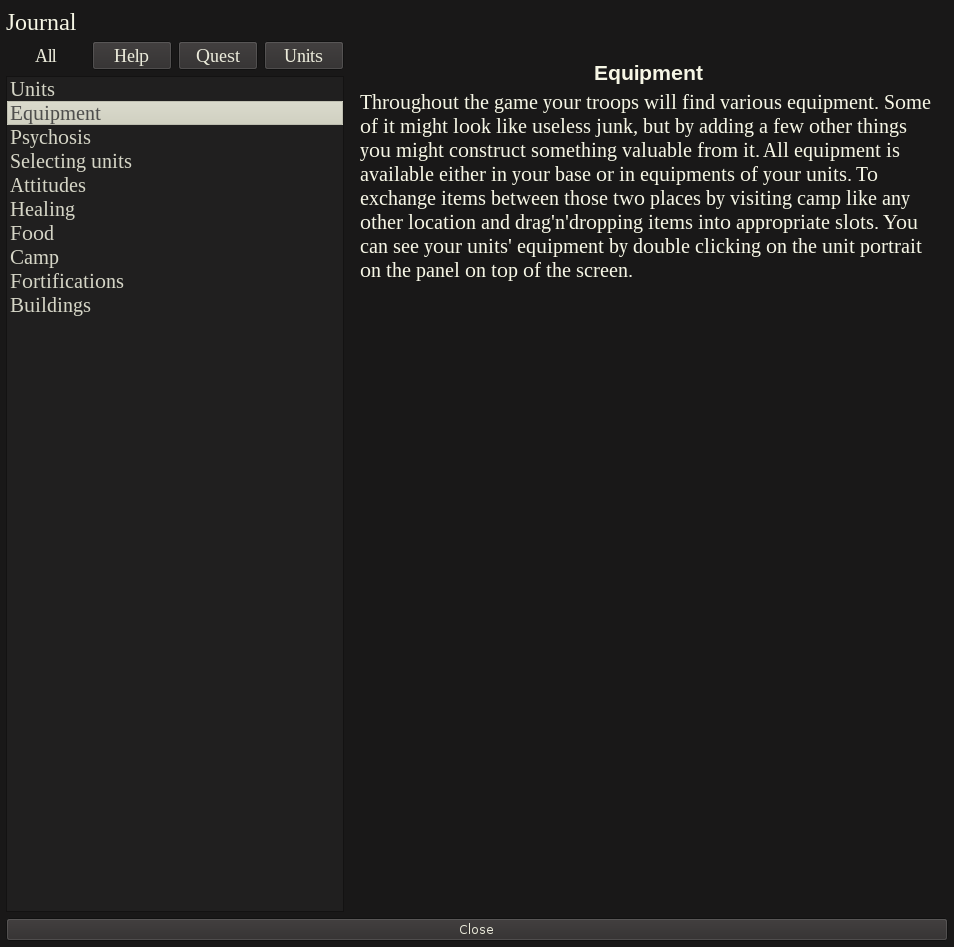 Journal
All
Help
Quest
Units
Units
Equipment
Psychosis
Selecting units
Attitudes
Healing
Food
Camp
Fortifications
Buildings
Equipment
Throughout the game your troops will find various equipment. Some
of it might look like useless junk, but by adding a few other things
you might construct something valuable from it. All equipment is
available either in your base or in equipments of your units. To
exchange items between those two places by visiting camp like any
other location and drag'n'dropping items into appropriate slots. You
can see your units' equipment by double clicking on the unit portrait
on the panel on top of the screen.
Close